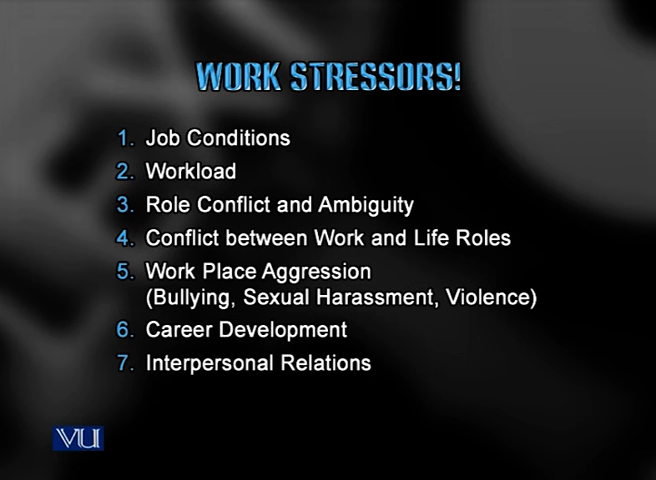 WORK STRESSORS!
1. Job Conditions
2. Workload
3. Role Conflict and Ambiguity
4. Conflict between Work and Life Roles
5. Work Place Aggression
(Bullying, Sexual Harassment, Violence)
6. Career Development
7. Interpersonal Relations
VU